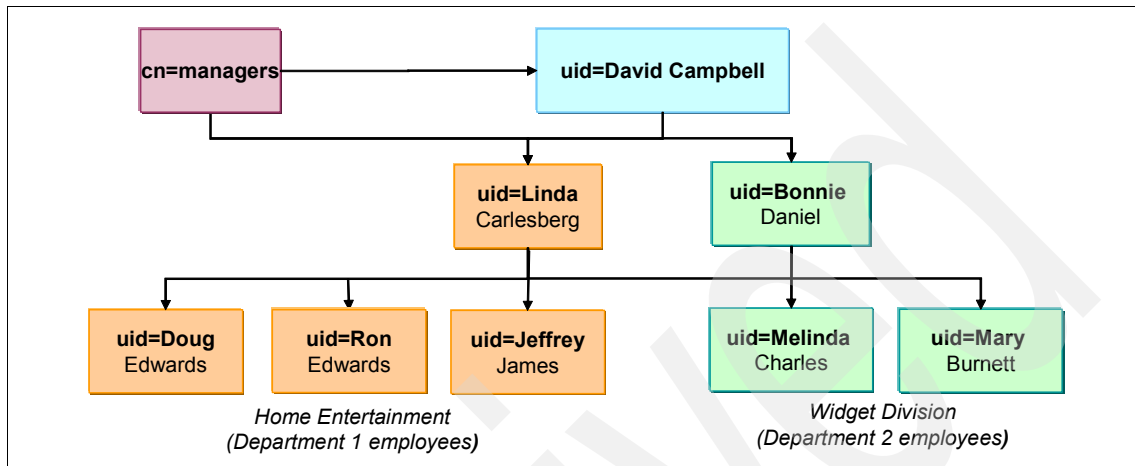 cn=managers
uid=David Campbell
uid=Linda
Carlesberg
uid=Bonnie
Daniel
uid=Doug
Edwards
uid=Ron
Edwards
uid=Jeffrey
James
uid=Melinda
Charles
uid=Mary
Burnett
Home Entertainment
(Department 1 employees)
Widget Division
(Department 2 employees)